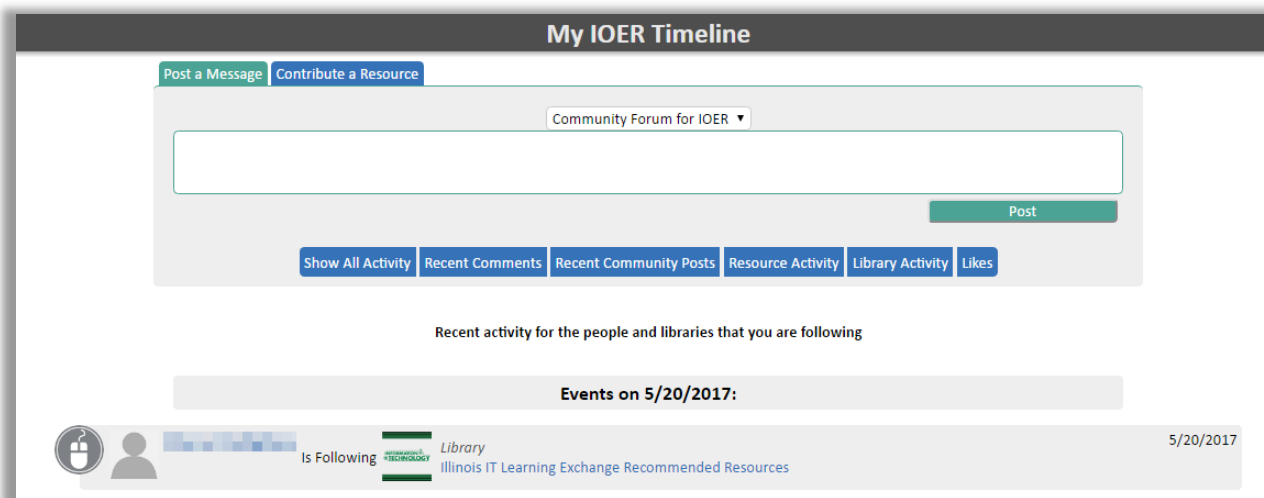 My IOER Timeline
Post a Message Contribute a Resource
Community Forum for IOER
Post
Show All Activity Recent Comments Recent Community Posts Resource Activity Library Activity Likes
Recent activity for the people and libraries that you are following
Events on 5/20/2017:
5/20/2017
Is Following INFORMATION TECHNOLOGY Library
Illinois IT Learning Exchange Recommended Resources